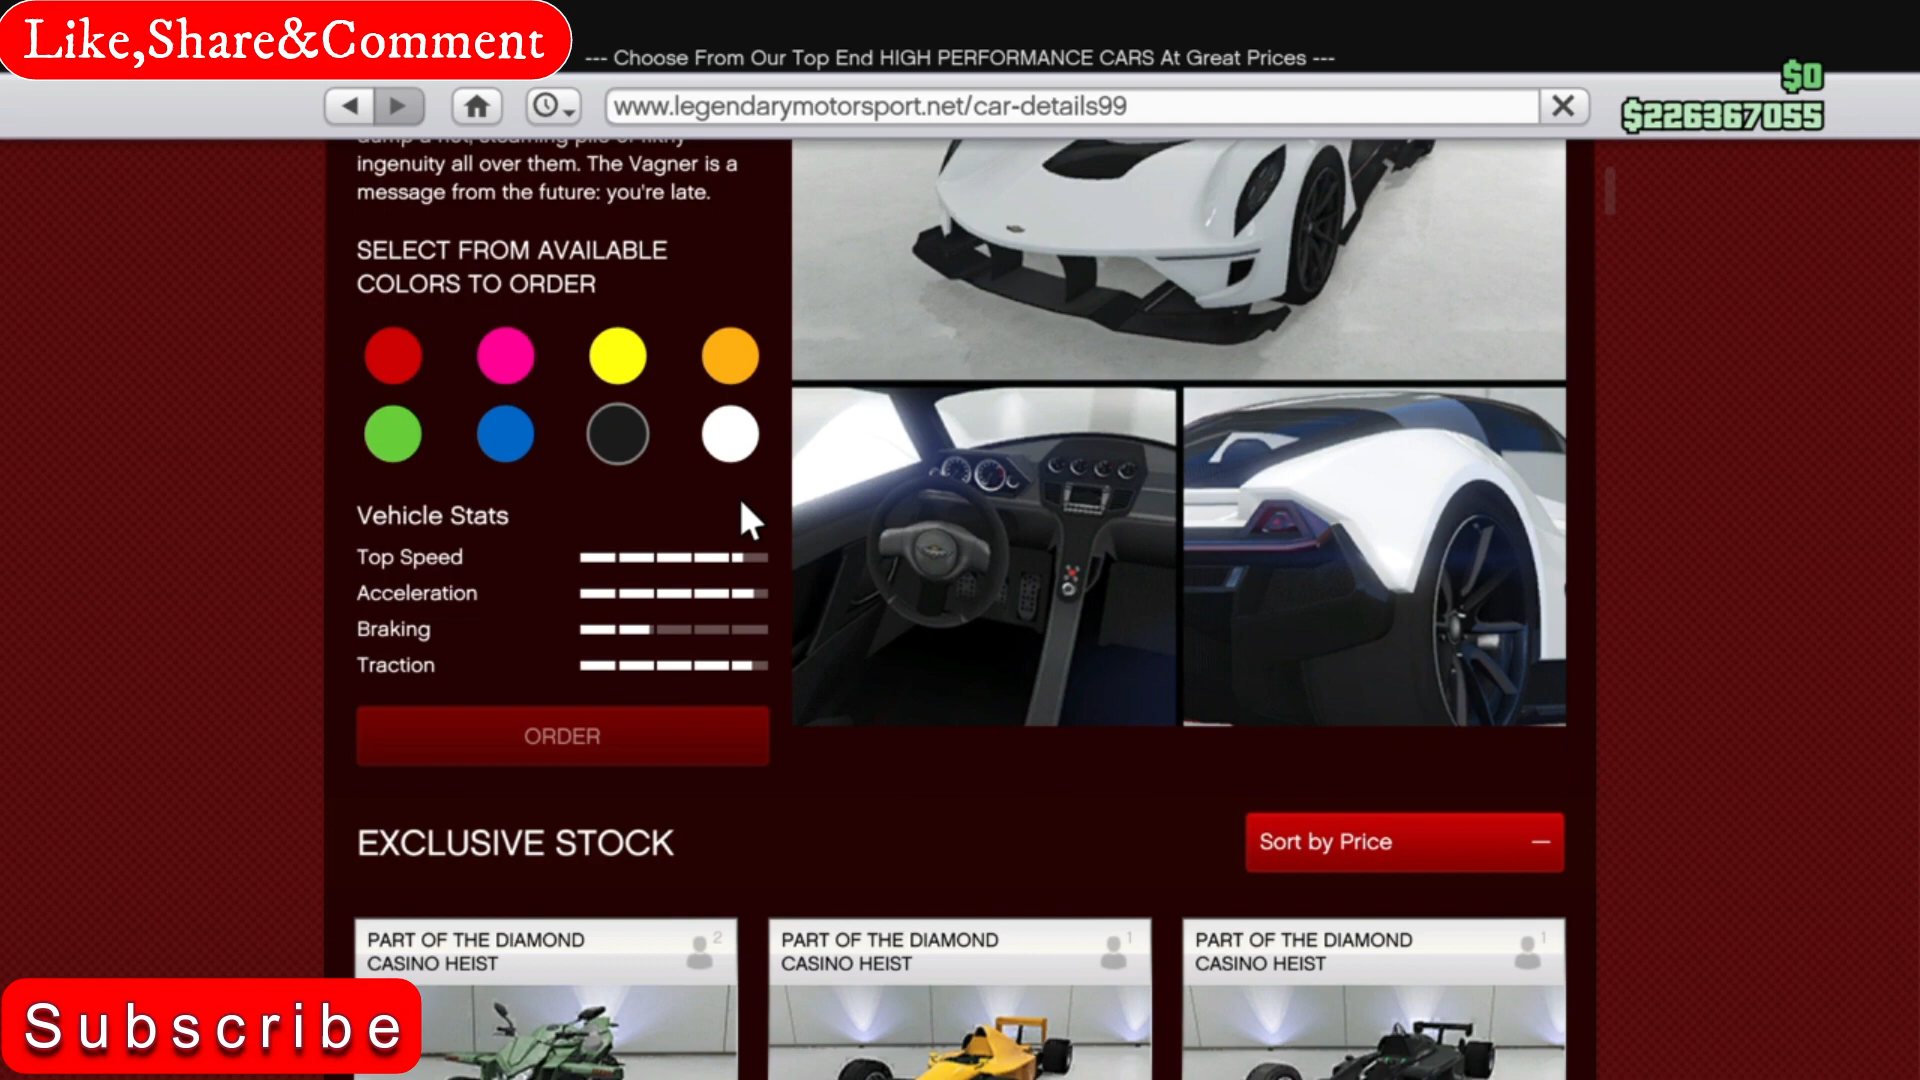 Like,Share&Comment
--- Choose From Our Top End HIGH PERFORMANCE CARS At Great Prices ---
$0
www.legendarymotorsport.net/car-details99
$226367055
ingenuity all over them. The Vagner is a
message from the future: you're late.
SELECT FROM AVAILABLE
COLORS TO ORDER
Vehicle Stats
Top Speed
Acceleration
Braking
Traction
ORDER
EXCLUSIVE STOCK
Sort by Price
PART OF THE DIAMOND
CASINO HEIST
2
PART OF THE DIAMOND
CASINO HEIST
1
PART OF THE DIAMOND
CASINO HEIST
1
Subscribe